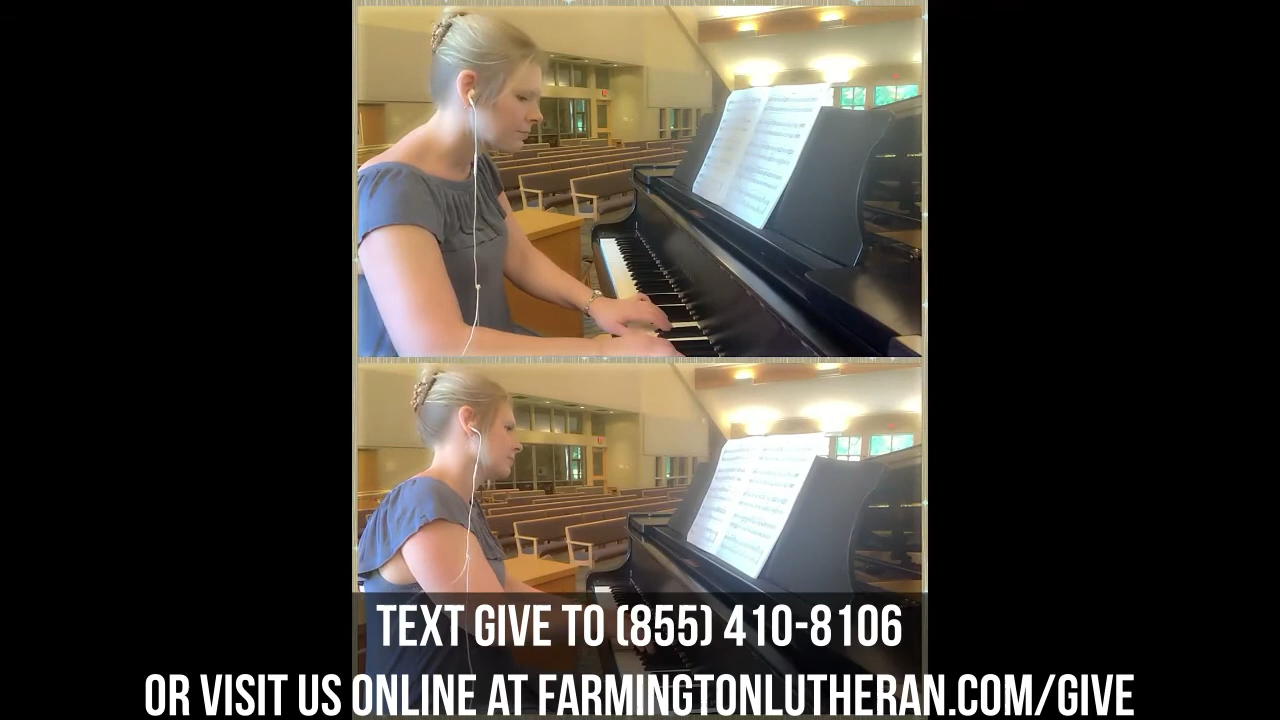 TEXT GIVE TO (855) 410-8106
OR VISIT US ONLINE AT FARMINGTONLUTHERAN.COM/GIVE